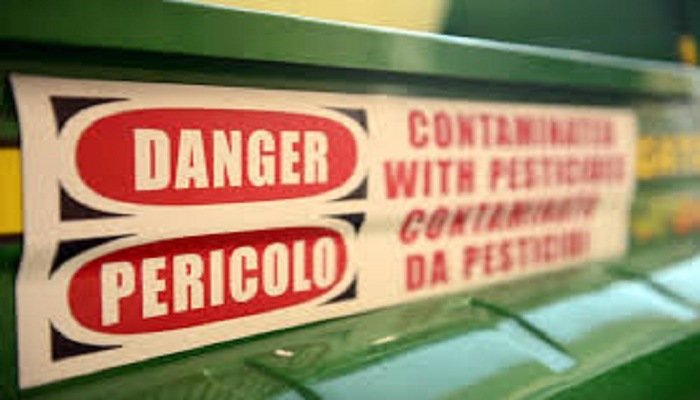 DANGER
CONTAMINATED
WITH PESTICIDES
PERICOLO
CONTAMINATO
DA PESTICIDI